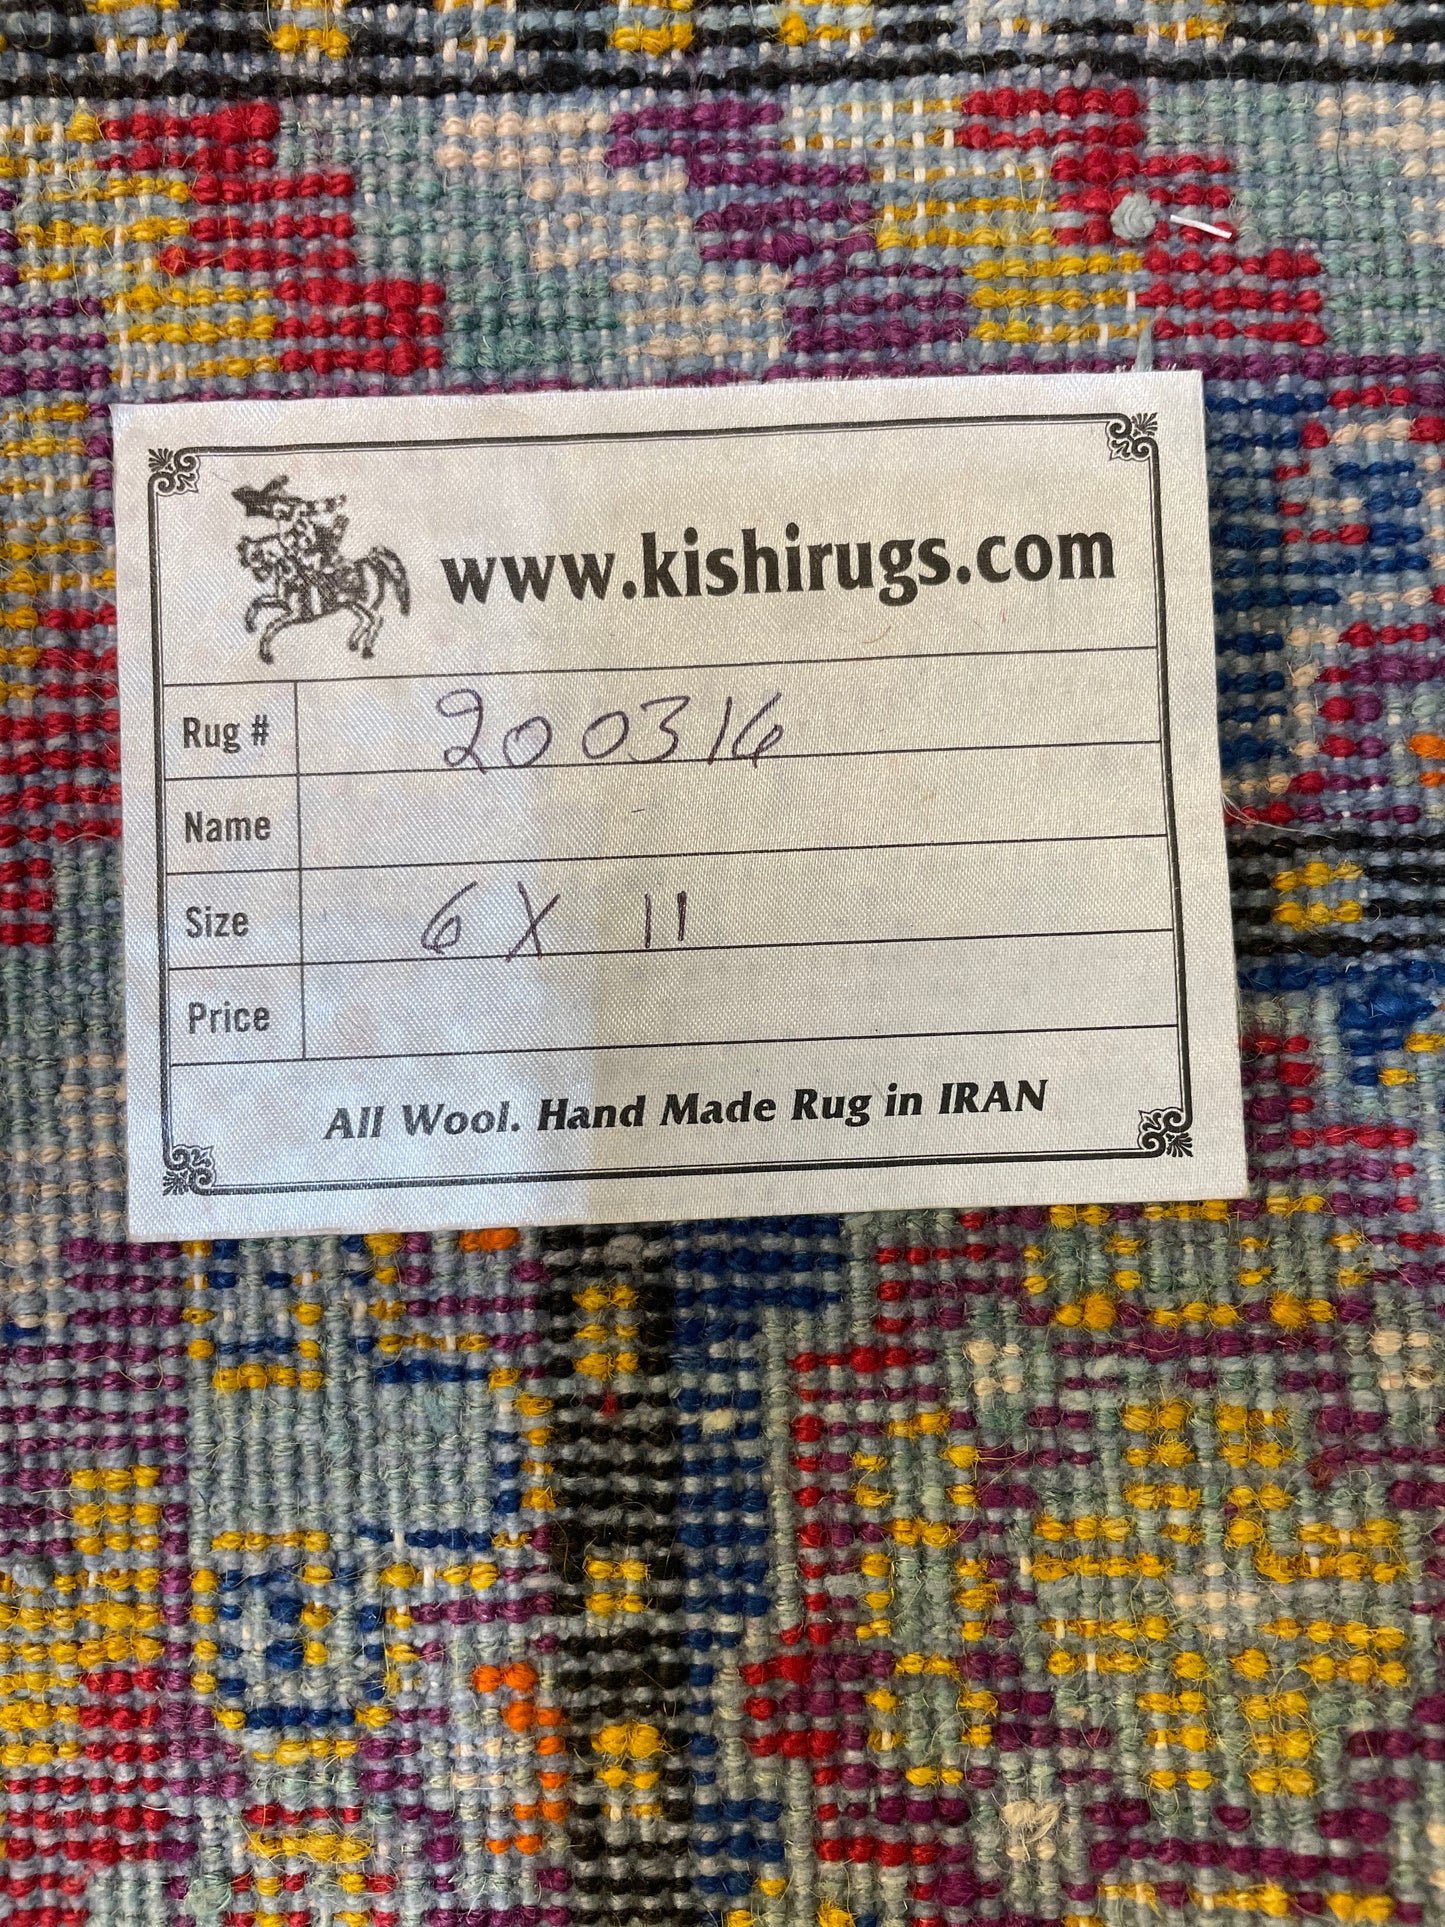 www.kishirugs.com
Rug # 200316
Name
Size 6 X 11
Price
All Wool. Hand Made Rug in IRAN